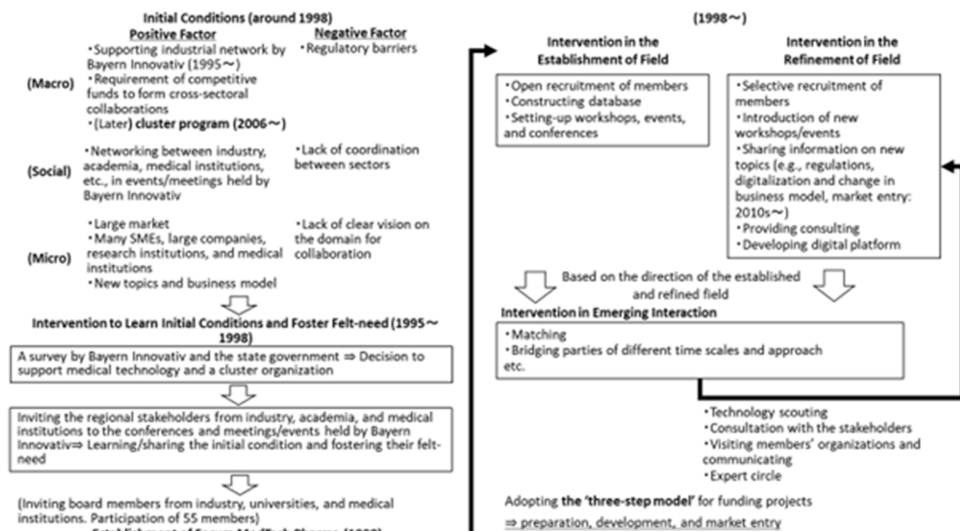 Initial Conditions (around 1998)
Positive Factor
Negative Factor
(Macro)
・Supporting industrial network by
Bayern Innovativ (1995～)
・Requirement of competitive
funds to form cross-sectoral
collaborations
・(Later) cluster program (2006～)
・Regulatory barriers
(Social)
・Networking between industry,
academia, medical institutions,
etc., in events/meetings held by
Bayern Innovativ
・Lack of coordination
between sectors
(Micro)
・Large market
・Many SMEs, large companies,
research institutions, and medical
institutions
・New topics and business model
・Lack of clear vision on
the domain for
collaboration
Intervention to Learn Initial Conditions and Foster Felt-need (1995～
1998)
A survey by Bayern Innovativ and the state government ⇒ Decision to
support medical technology and a cluster organization
Inviting the regional stakeholders from industry, academia, and medical
institutions to the conferences and meetings/events held by Bayern
Innovativ⇒ Learning/sharing the initial condition and fostering their felt-
need
(Inviting board members from industry, universities, and medical
institutions. Participation of 55 members)
(1998～)
Intervention in the
Establishment of Field
・Open recruitment of members
・Constructing database
・Setting-up workshops, events,
and conferences
Intervention in the
Refinement of Field
・Selective recruitment of
members
・Introduction of new
workshops/events
・Sharing information on new
topics (e.g., regulations,
digitalization and change in
business model, market entry:
2010s～)
・Providing consulting
・Developing digital platform
Based on the direction of the established
and refined field
Intervention in Emerging Interaction
・Matching
・Bridging parties of different time scales and approach
etc.
・Technology scouting
・Consultation with the stakeholders
・Visiting members’ organizations and
communicating
・Expert circle
Adopting the ‘three-step model’ for funding projects
⇒ preparation, development, and market entry